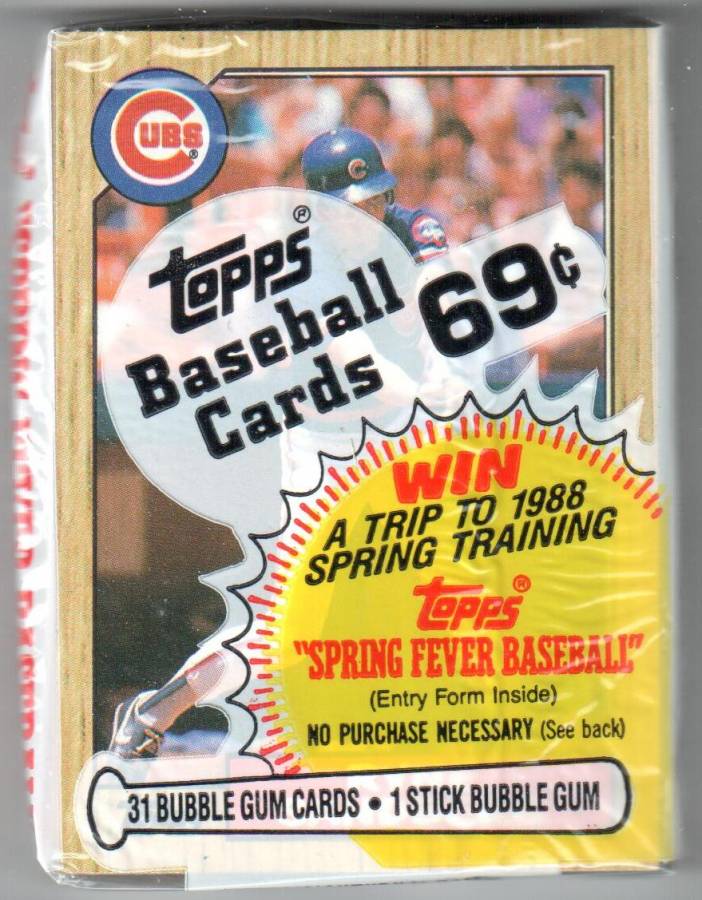 CUBS®
C
topps®
Baseball
Cards
69¢
WIN
A TRIP TO 1988
SPRING TRAINING
topps®
"SPRING FEVER BASEBALL"
(Entry Form Inside)
NO PURCHASE NECESSARY (See back)
31 BUBBLE GUM CARDS • 1 STICK BUBBLE GUM